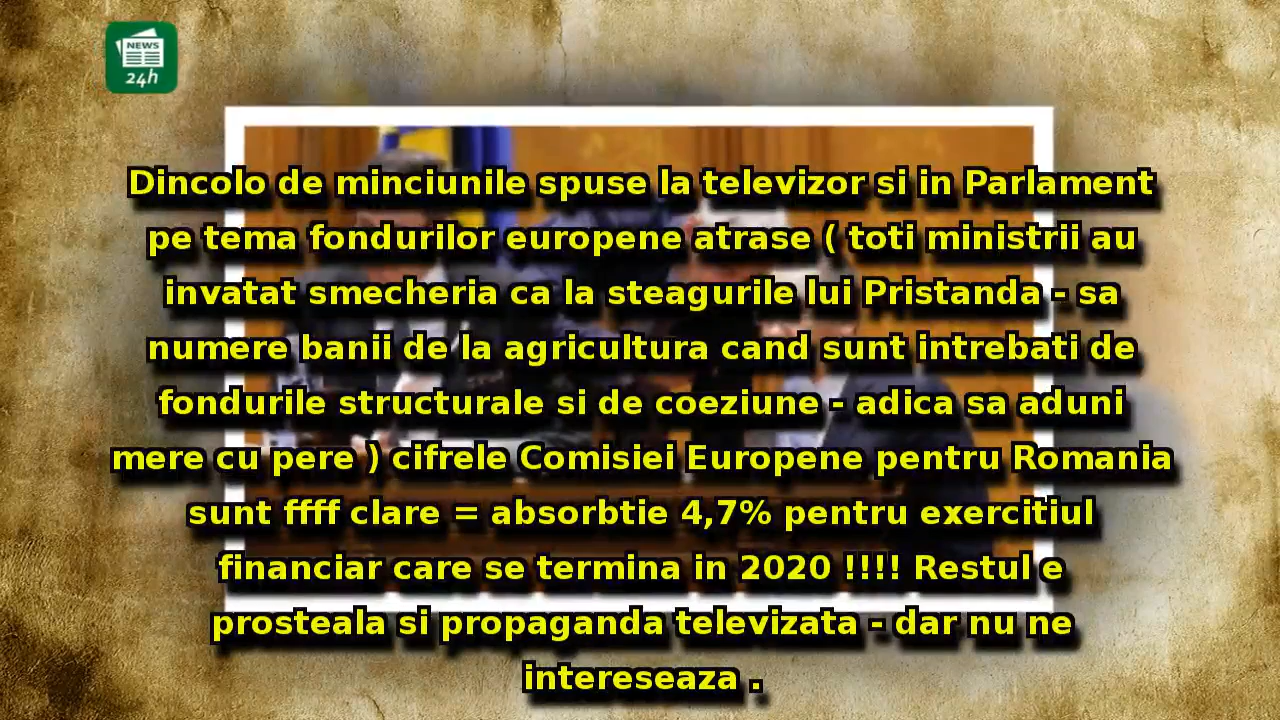 NEWS
24h
Dincolo de minciunile spuse la televizor si in Parlament
pe tema fondurilor europene atrase ( toti ministrii au
invatat smecheria ca la steagurile lui Pristanda - sa
numere banii de la agricultura cand sunt intrebati de
fondurile structurale si de coeziune - adica sa aduni
mere cu pere ) cifrele Comisiei Europene pentru Romania
sunt ffff clare = absorbtie 4,7% pentru exercitiul
financiar care se termina in 2020 !!!! Restul e
prosteala si propaganda televizata - dar nu ne
intereseaza .